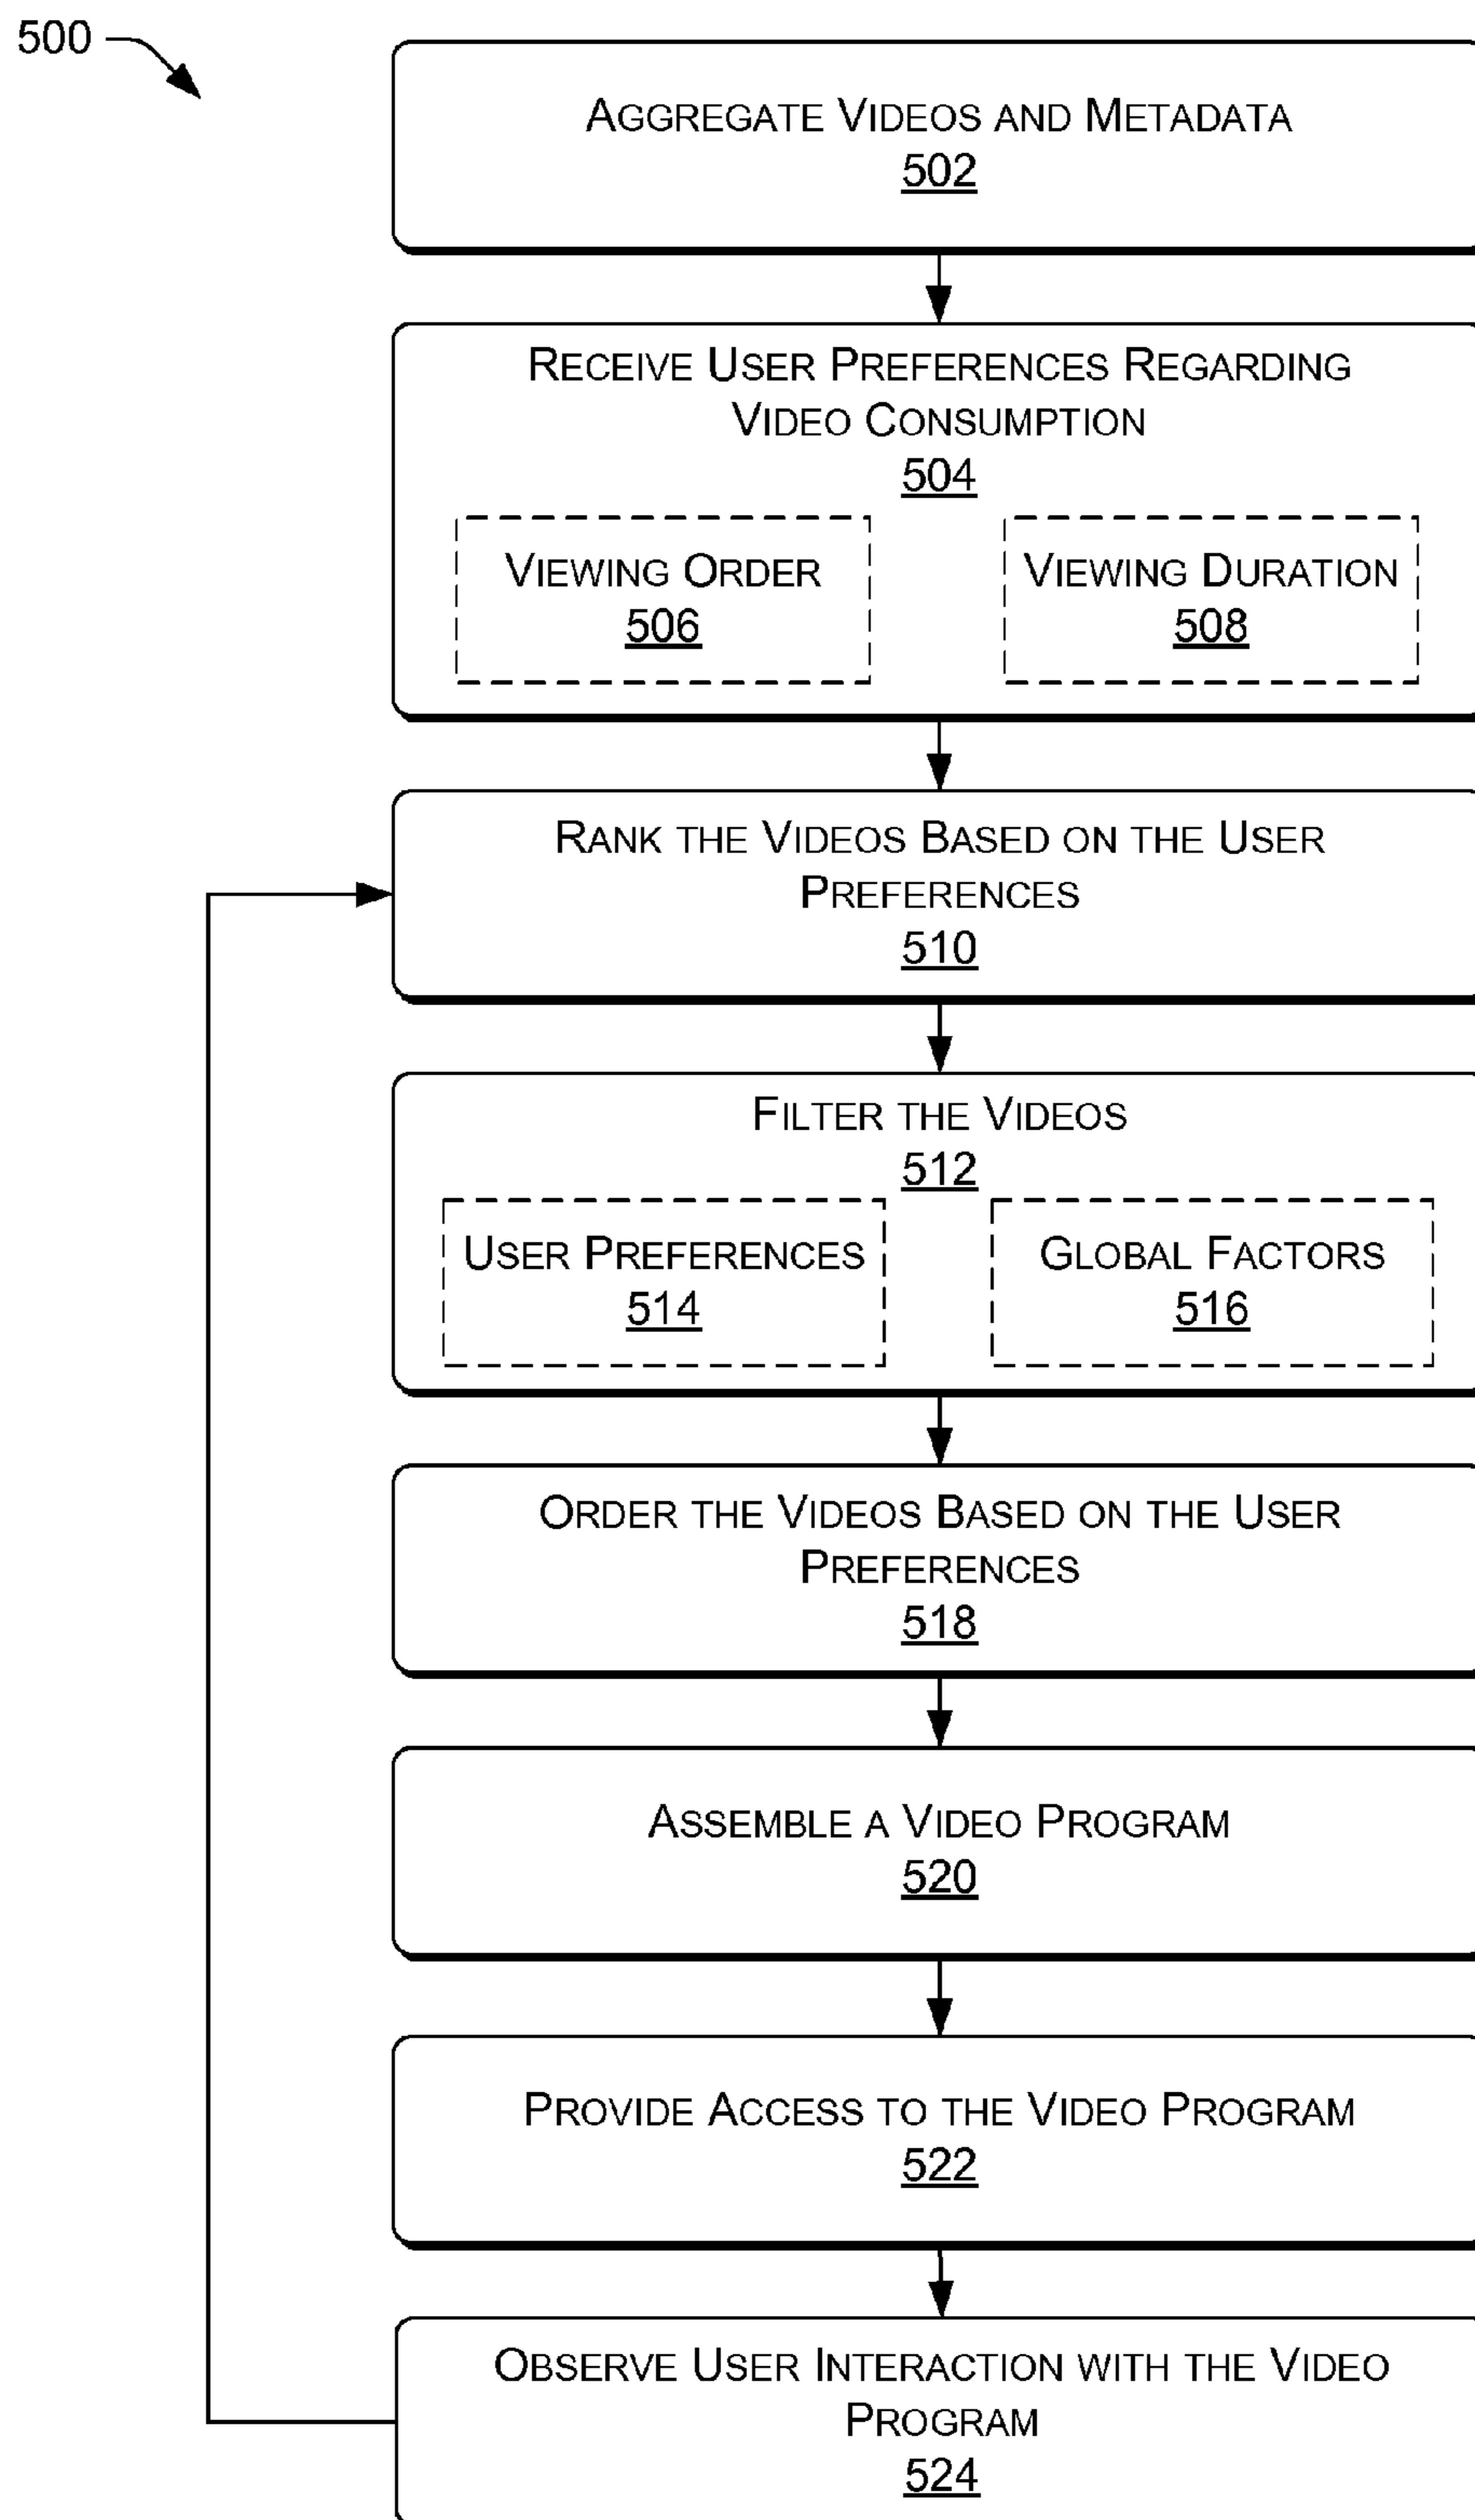 500
AGGREGATE VIDEOS AND METADATA
502
RECEIVE USER PREFERENCES REGARDING
VIDEO CONSUMPTION
504
VIEWING ORDER
506
VIEWING DURATION
508
RANK THE VIDEOS BASED ON THE USER
PREFERENCES
510
FILTER THE VIDEOS
512
USER PREFERENCES
514
GLOBAL FACTORS
516
ORDER THE VIDEOS BASED ON THE USER
PREFERENCES
518
ASSEMBLE A VIDEO PROGRAM
520
PROVIDE ACCESS TO THE VIDEO PROGRAM
522
OBSERVE USER INTERACTION WITH THE VIDEO
PROGRAM
524